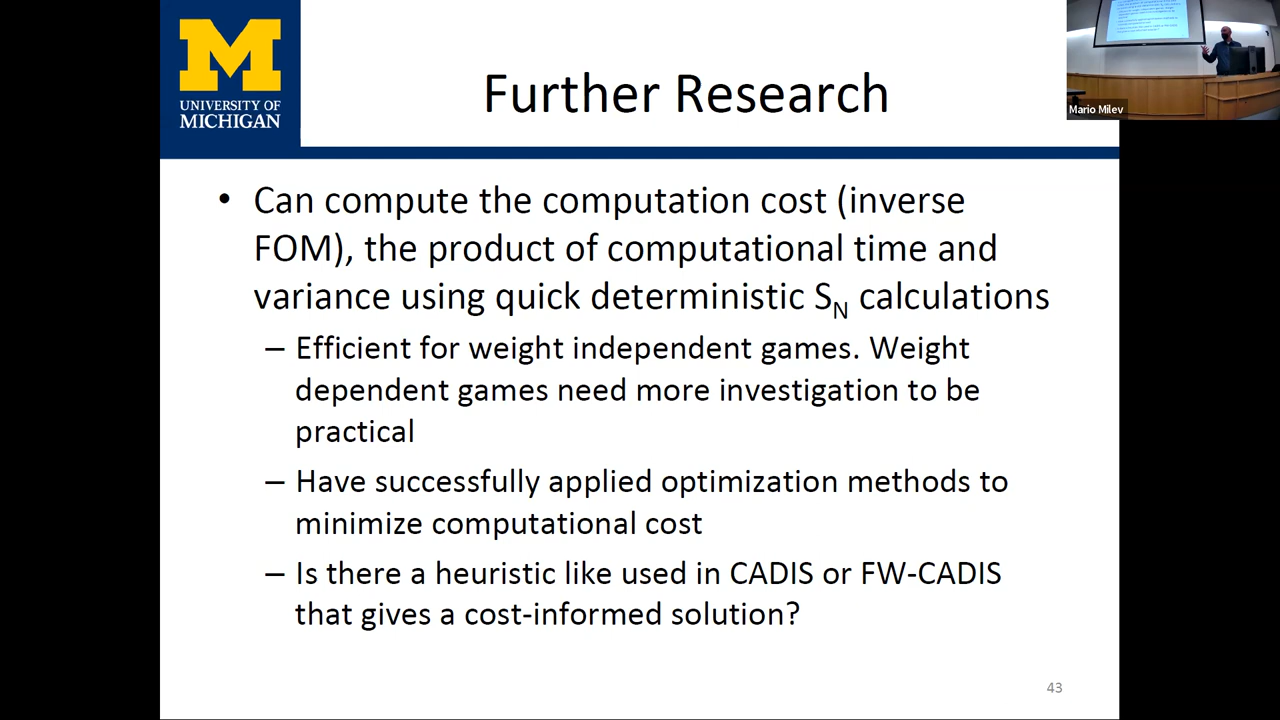 UNIVERSITY OF
MICHIGAN
Further Research
Mario Milev
• Can compute the computation cost (inverse
FOM), the product of computational time and
variance using quick deterministic SN calculations
– Efficient for weight independent games. Weight
dependent games need more investigation to be
practical
– Have successfully applied optimization methods to
minimize computational cost
– Is there a heuristic like used in CADIS or FW-CADIS
that gives a cost-informed solution?
43